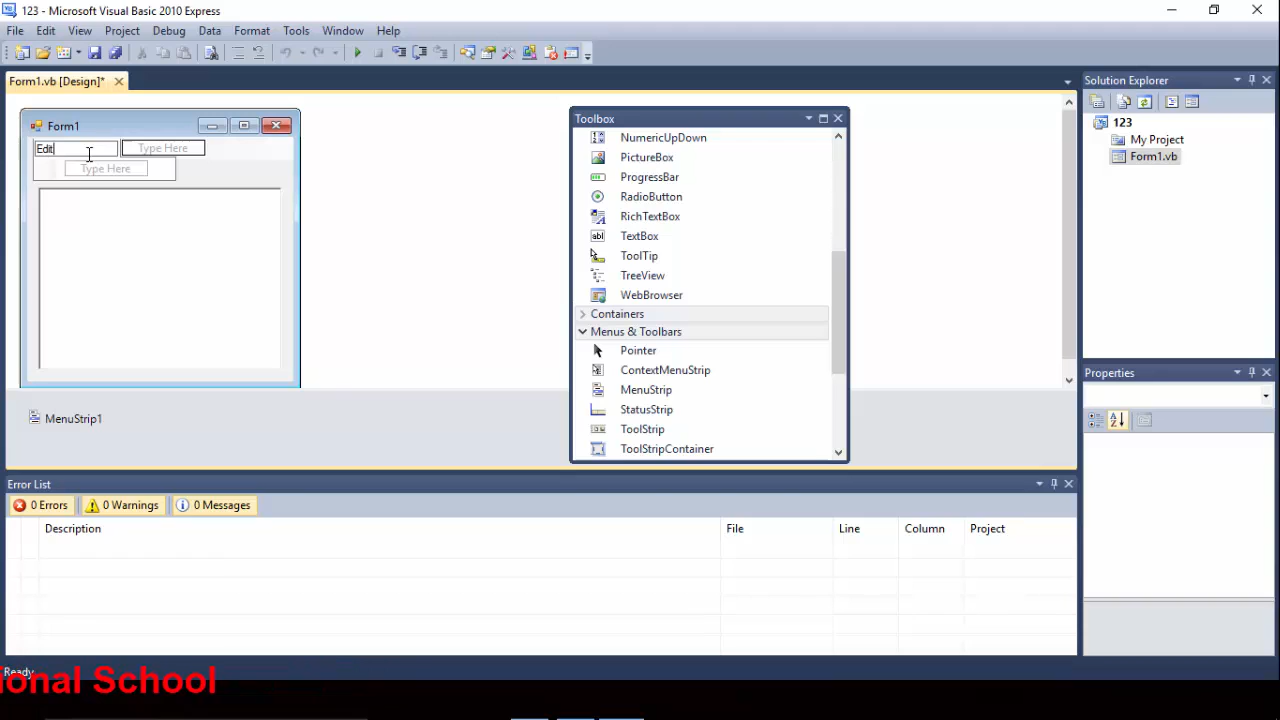 123 - Microsoft Visual Basic 2010 Express
File Edit View Project Debug Format Tools Window Help
Form1.vb [Design]*
Form1
Edit Type Here
Type Here
MenuStrip1
Toolbox
NumericUpDown
PictureBox
ProgressBar
RadioButton
RichTextBox
TextBox
ToolTip
TreeView
WebBrowser
Containers
Menus & Toolbars
Pointer
ContextMenuStrip
MenuStrip
StatusStrip
ToolStrip
ToolStripContainer
Solution Explorer
123
My Project
Form1.vb
Properties
Error List
0 Errors 0 Warnings 0 Messages
Description File Line Column Project
Ready
ional School